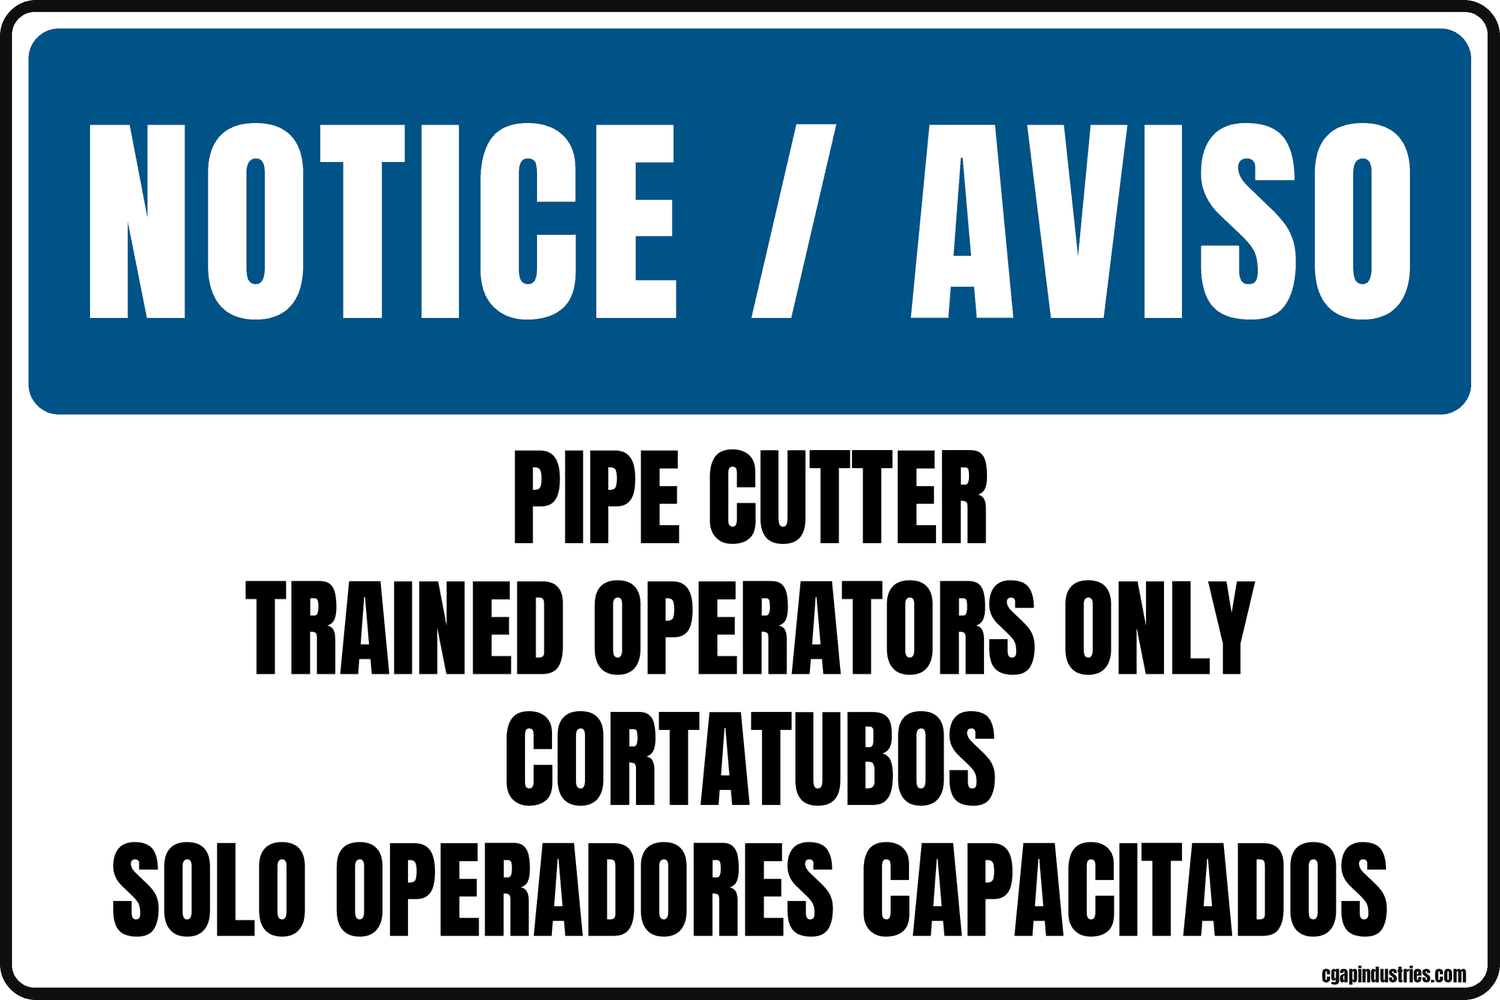 NOTICE / AVISO
PIPE CUTTER
TRAINED OPERATORS ONLY
CORTATUBOS
SOLO OPERADORES CAPACITADOS
cgapindustries.com